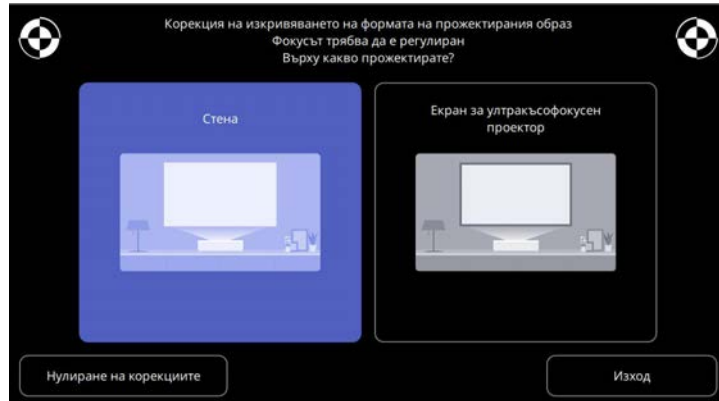 Корекция на изкривяването на формата на прожектирания образ
Фокусът трябва да е регулиран
Върху какво прожектирате?
Стена
Екран за ултракъсофокусен
проектор
Нулиране на корекциите
Изход